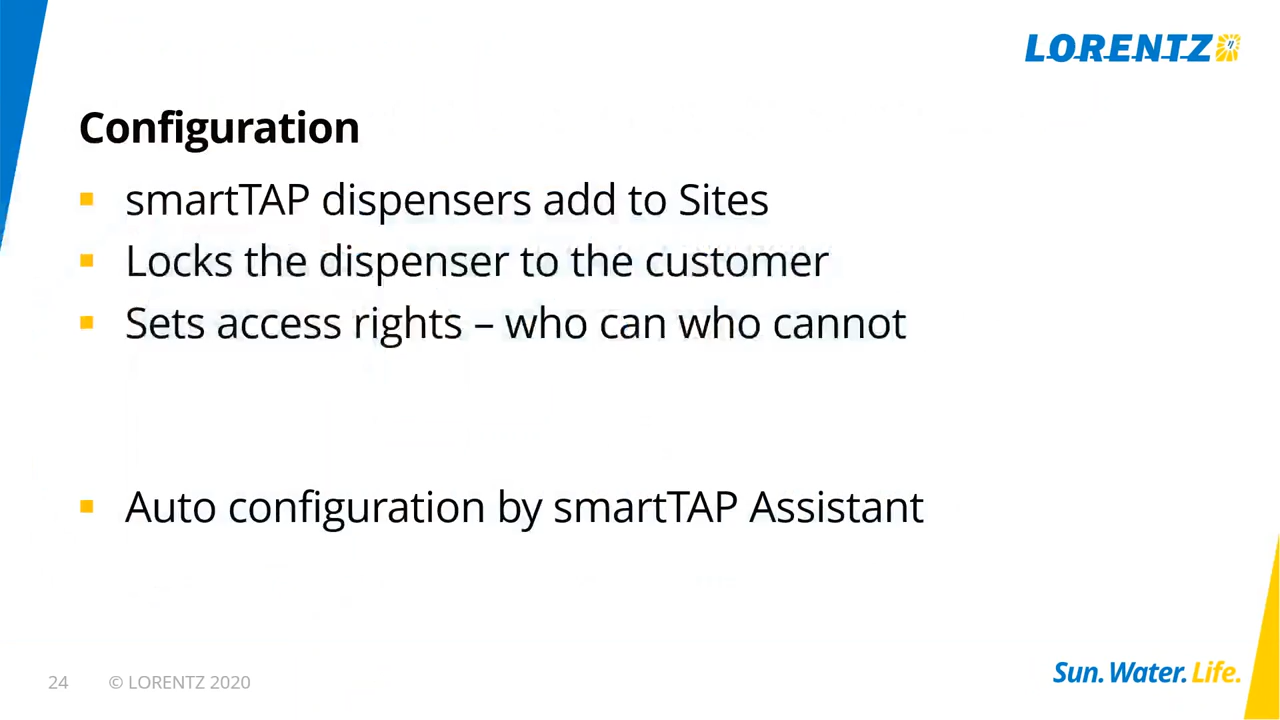 LORENTZ
Configuration
smartTAP dispensers add to Sites
Locks the dispenser to the customer
Sets access rights – who can who cannot
Auto configuration by smartTAP Assistant
24 © LORENTZ 2020
Sun. Water. Life.